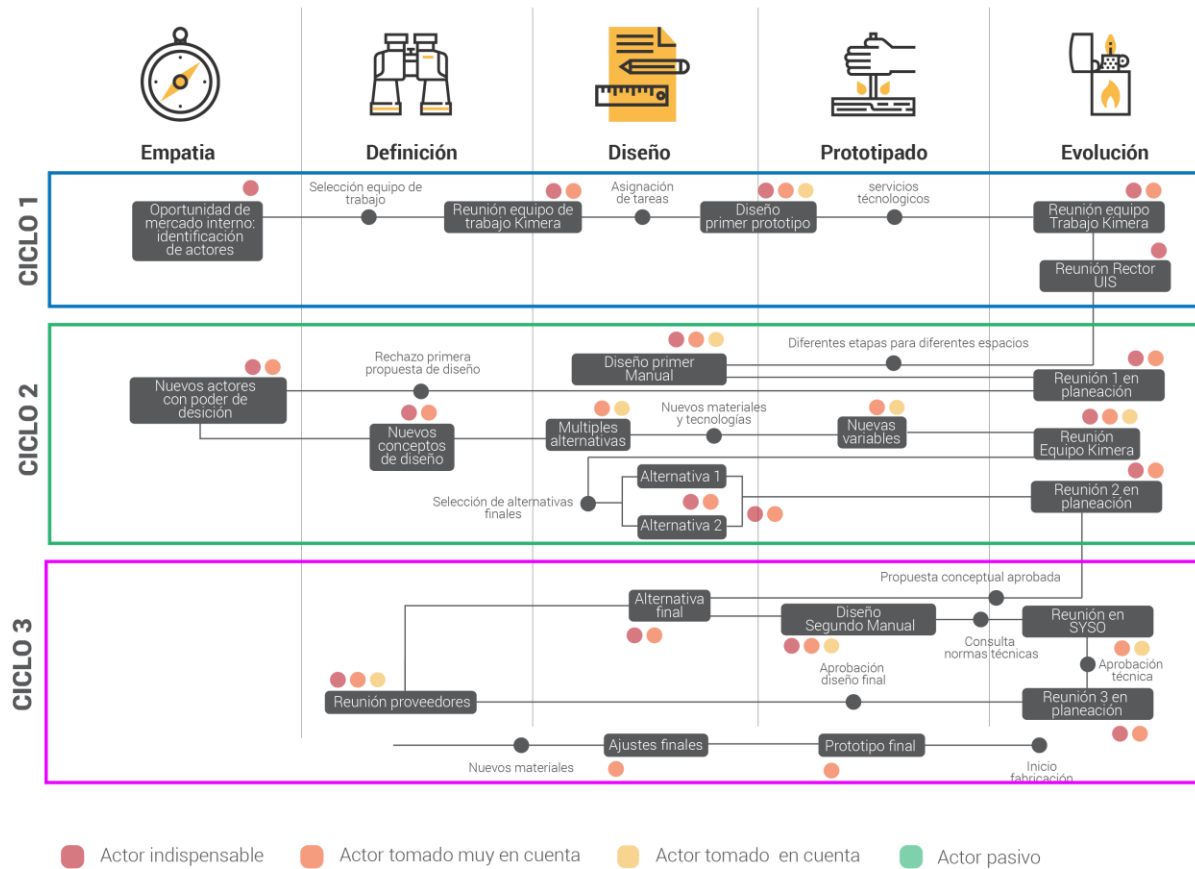 Empatia
Definición
Diseño
Prototipado
Evolución
CICLO 1
Oportunidad de
mercado interno:
identificación
de actores
Selección equipo de
trabajo
Reunión equipo de
trabajo Kimera
Asignación
de tareas
Diseño
primer prototipo
servicios
técnologicos
Reunión equipo
Trabajo Kimera
Reunión Rector
UIS
CICLO 2
Nuevos actores
con poder de
desición
Rechazo primera
propuesta de diseño
Diseño primer
Manual
Diferentes etapas para diferentes espacios
Reunión 1 en
planeación
Nuevos
conceptos
de diseño
Multiples
alternativas
Nuevos materiales
y tecnologías
Nuevas
variables
Reunión
Equipo Kimera
Selección de alternativas
finales
Alternativa 1
Alternativa 2
Reunión 2 en
planeación
CICLO 3
Propuesta conceptual aprobada
Alternativa
final
Diseño
Segundo Manual
Consulta
normas técnicas
Reunión en
SYSO
Aprobación
técnica
Reunión proveedores
Aprobación
diseño final
Reunión 3 en
planeación
Nuevos materiales
Ajustes finales
Prototipo final
Inicio
fabricación
Actor indispensable
Actor tomado muy en cuenta
Actor tomado en cuenta
Actor pasivo